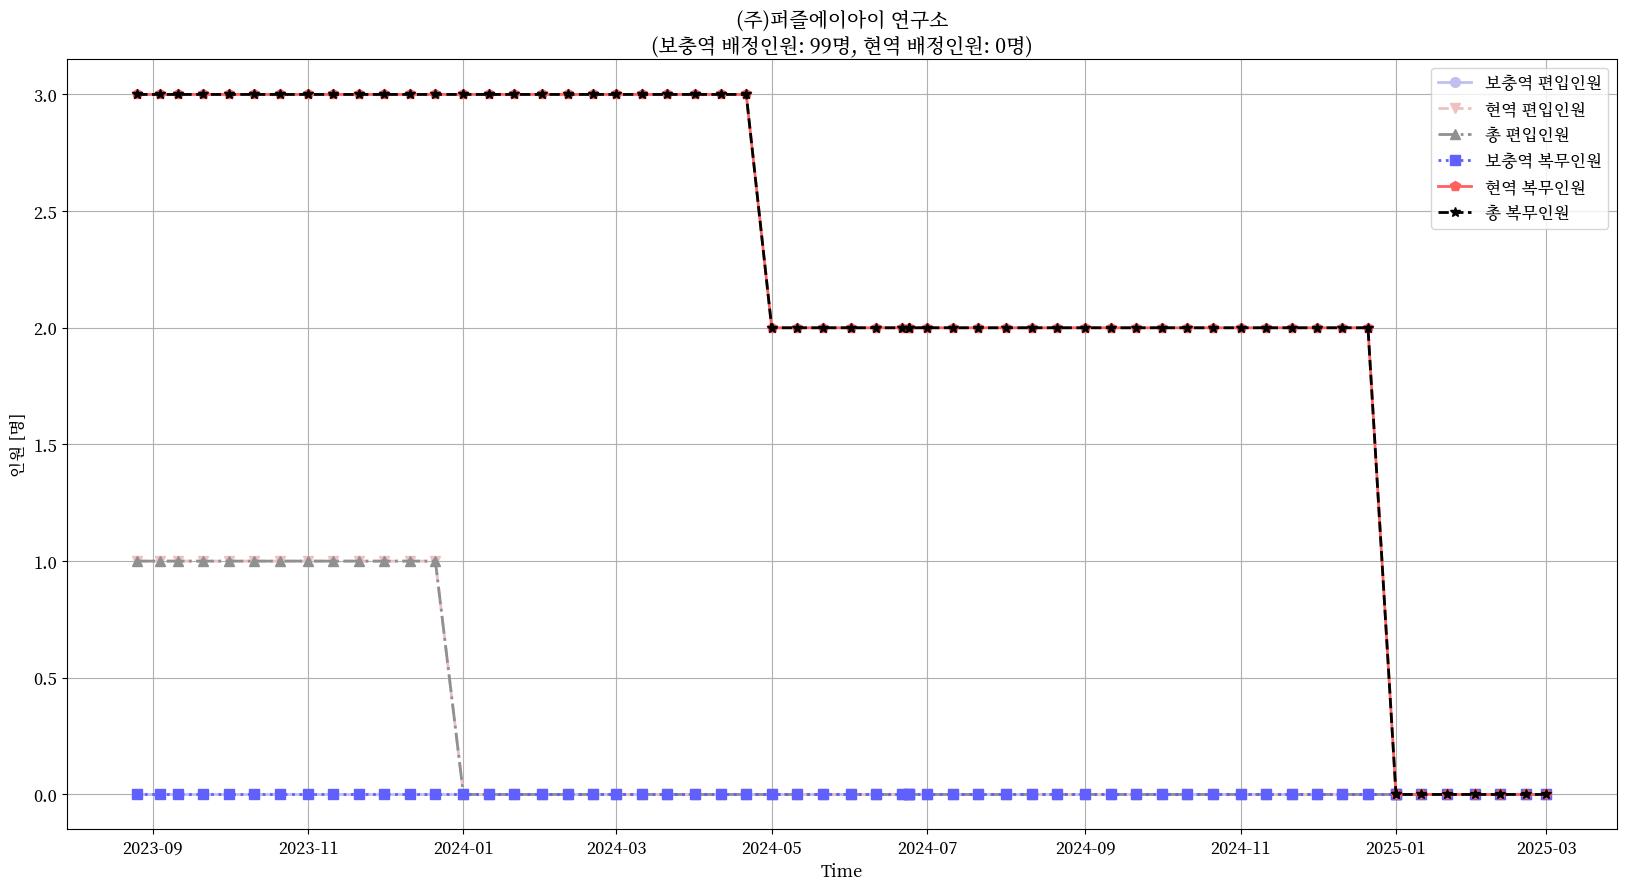 (주)퍼즐에이아이 연구소
(보충역 배정인원: 99명, 현역 배정인원: 0명)
보충역 편입인원
현역 편입인원
총 편입인원
보충역 복무인원
현역 복무인원
총 복무인원
인원 [명]
3.0
2.5
2.0
1.5
1.0
0.5
0.0
2023-09 2023-11 2024-01 2024-03 2024-05 2024-07 2024-09 2024-11 2025-01 2025-03
Time